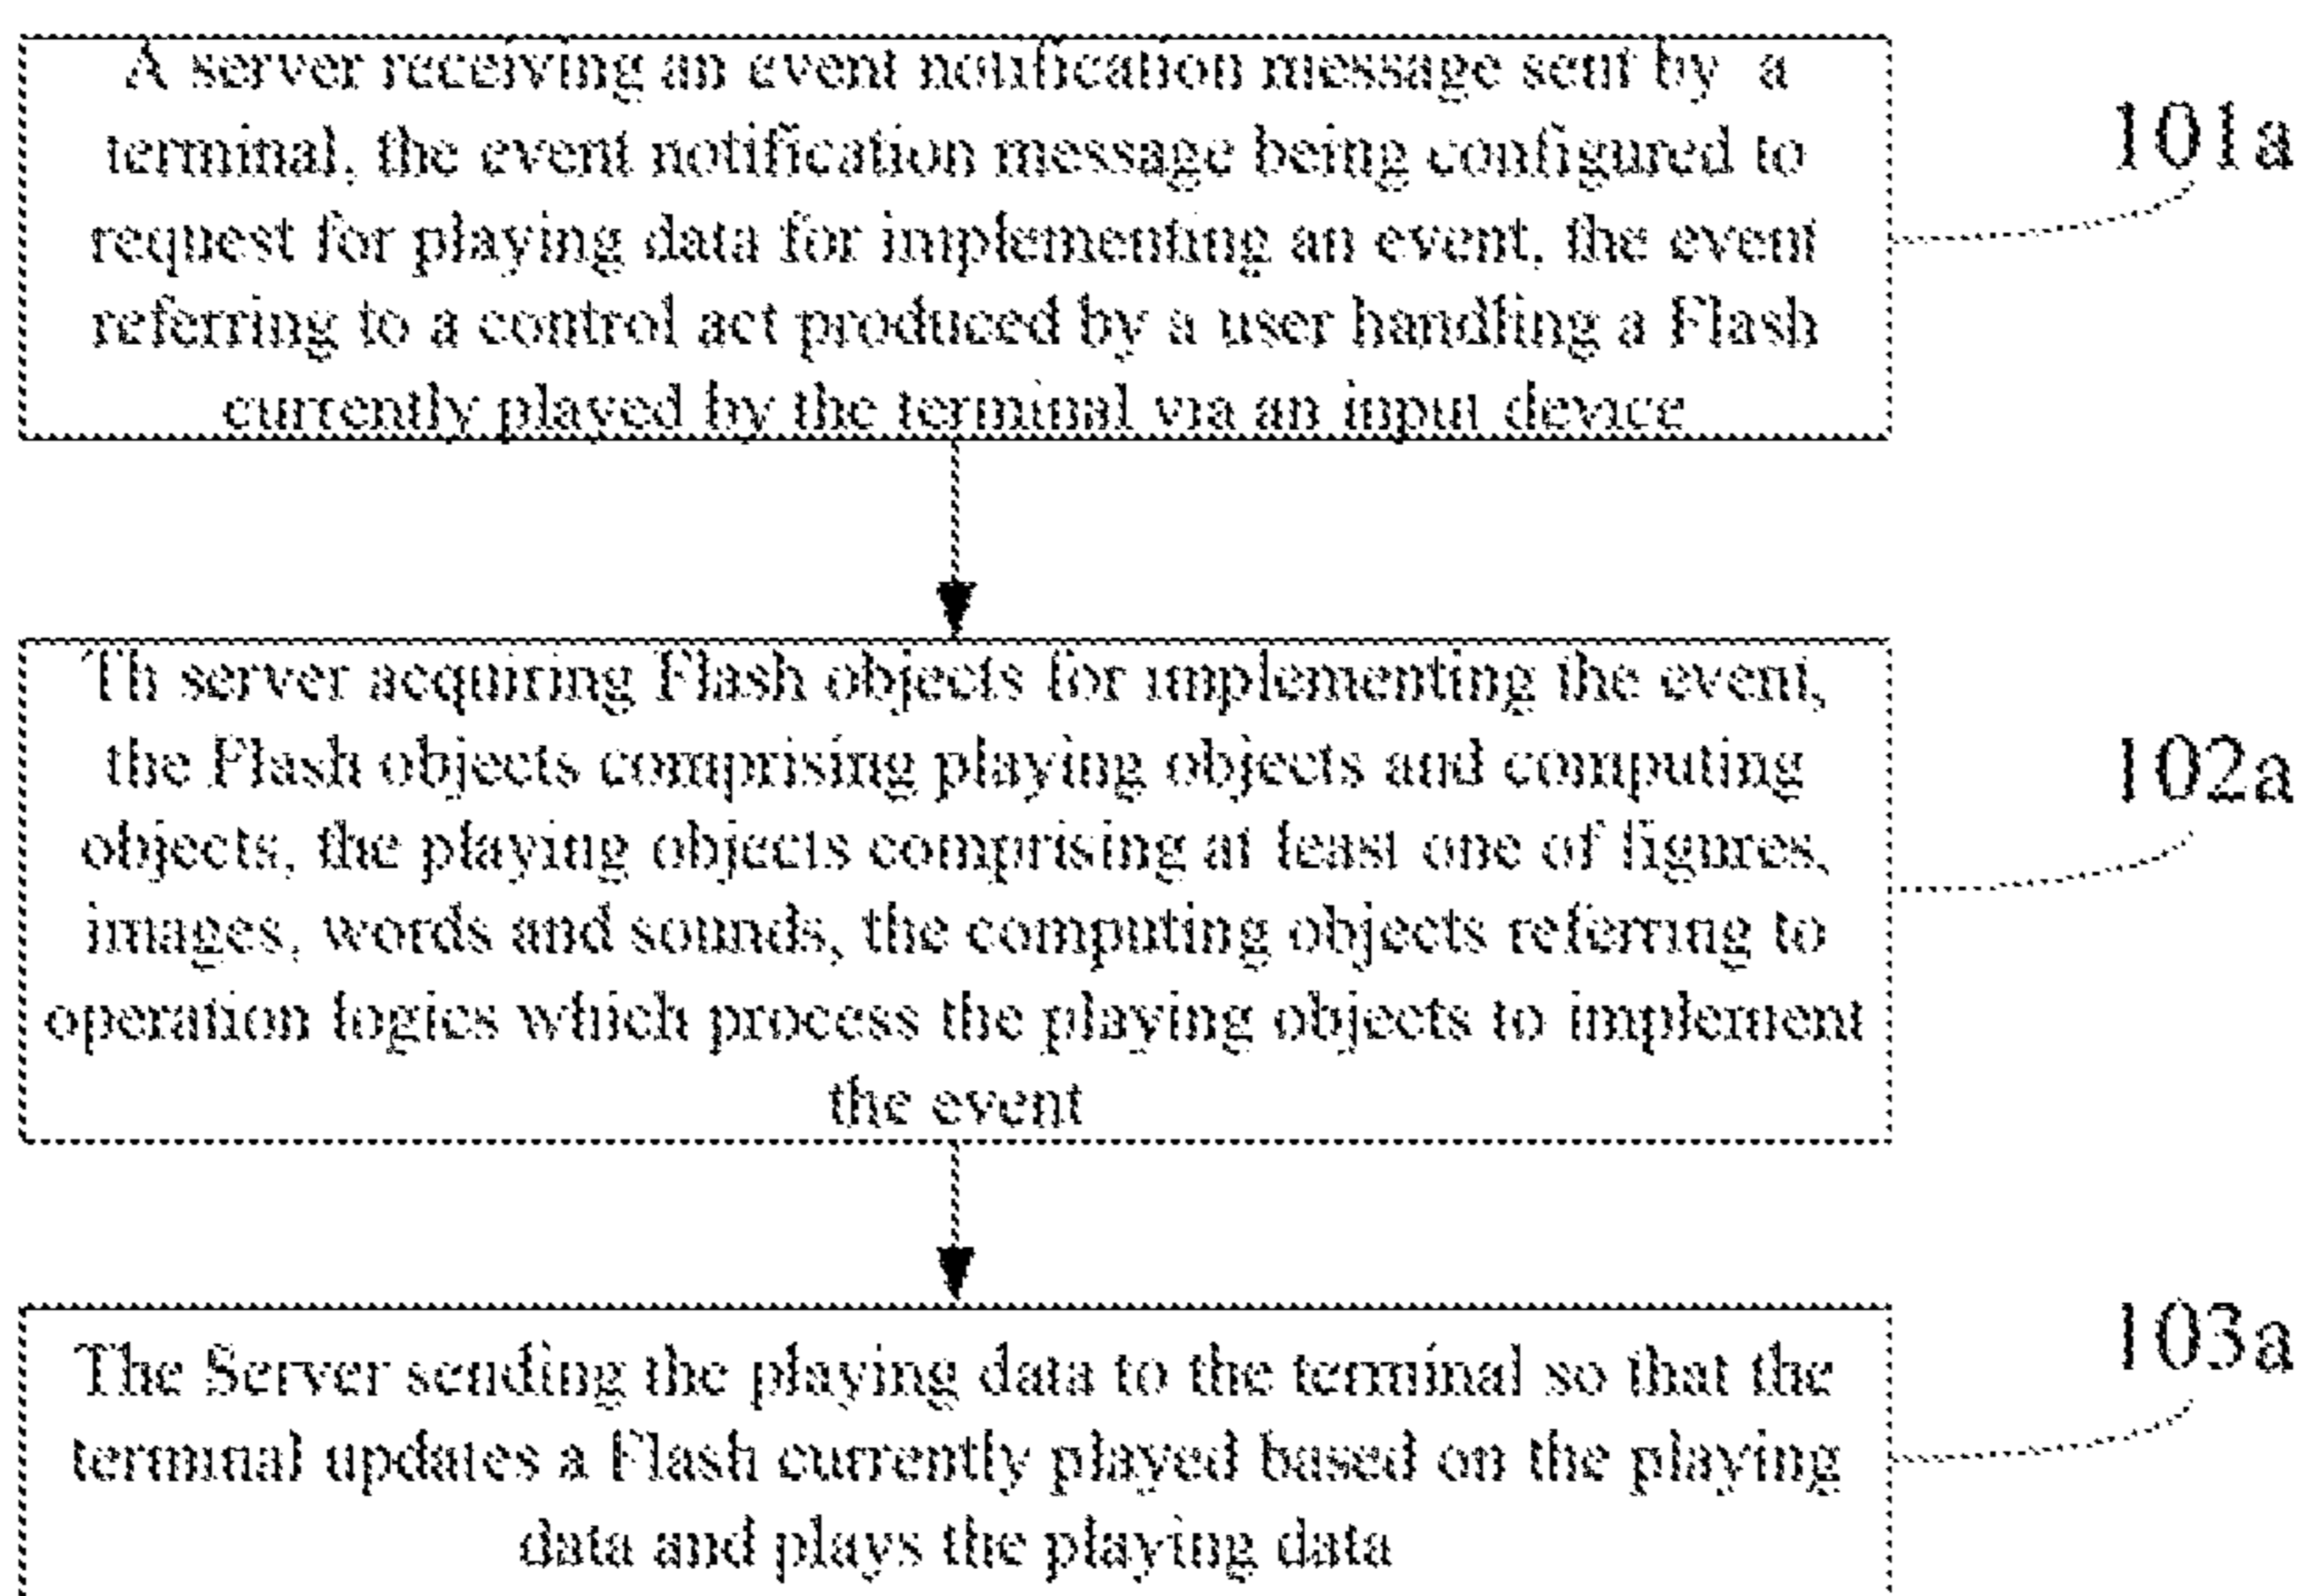 A server receiving an event notification message sent by a
terminal, the event notification message being configured to
request for playing data for implementing an event, the event
referring to a control act produced by a user handling a Flash
currently played by the terminal via an input device
101a
Th server acquiring Flash objects for implementing the event,
the Flash objects comprising playing objects and computing
objects, the playing objects comprising at least one of figures,
images, words and sounds, the computing objects referring to
operation logics which process the playing objects to implement
the event
102a
The Server sending the playing data to the terminal so that the
terminal updates a Flash currently played based on the playing
data and plays the playing data
103a